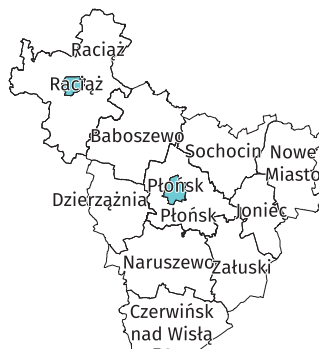 Raciąż
Raciąż
Baboszewo
Sochocin
Nowe
Miasto
Płońsk
Dzierzążnia
Płońsk
Joniec
Naruszewo
Załuski
Czerwińsk
nad Wisłą